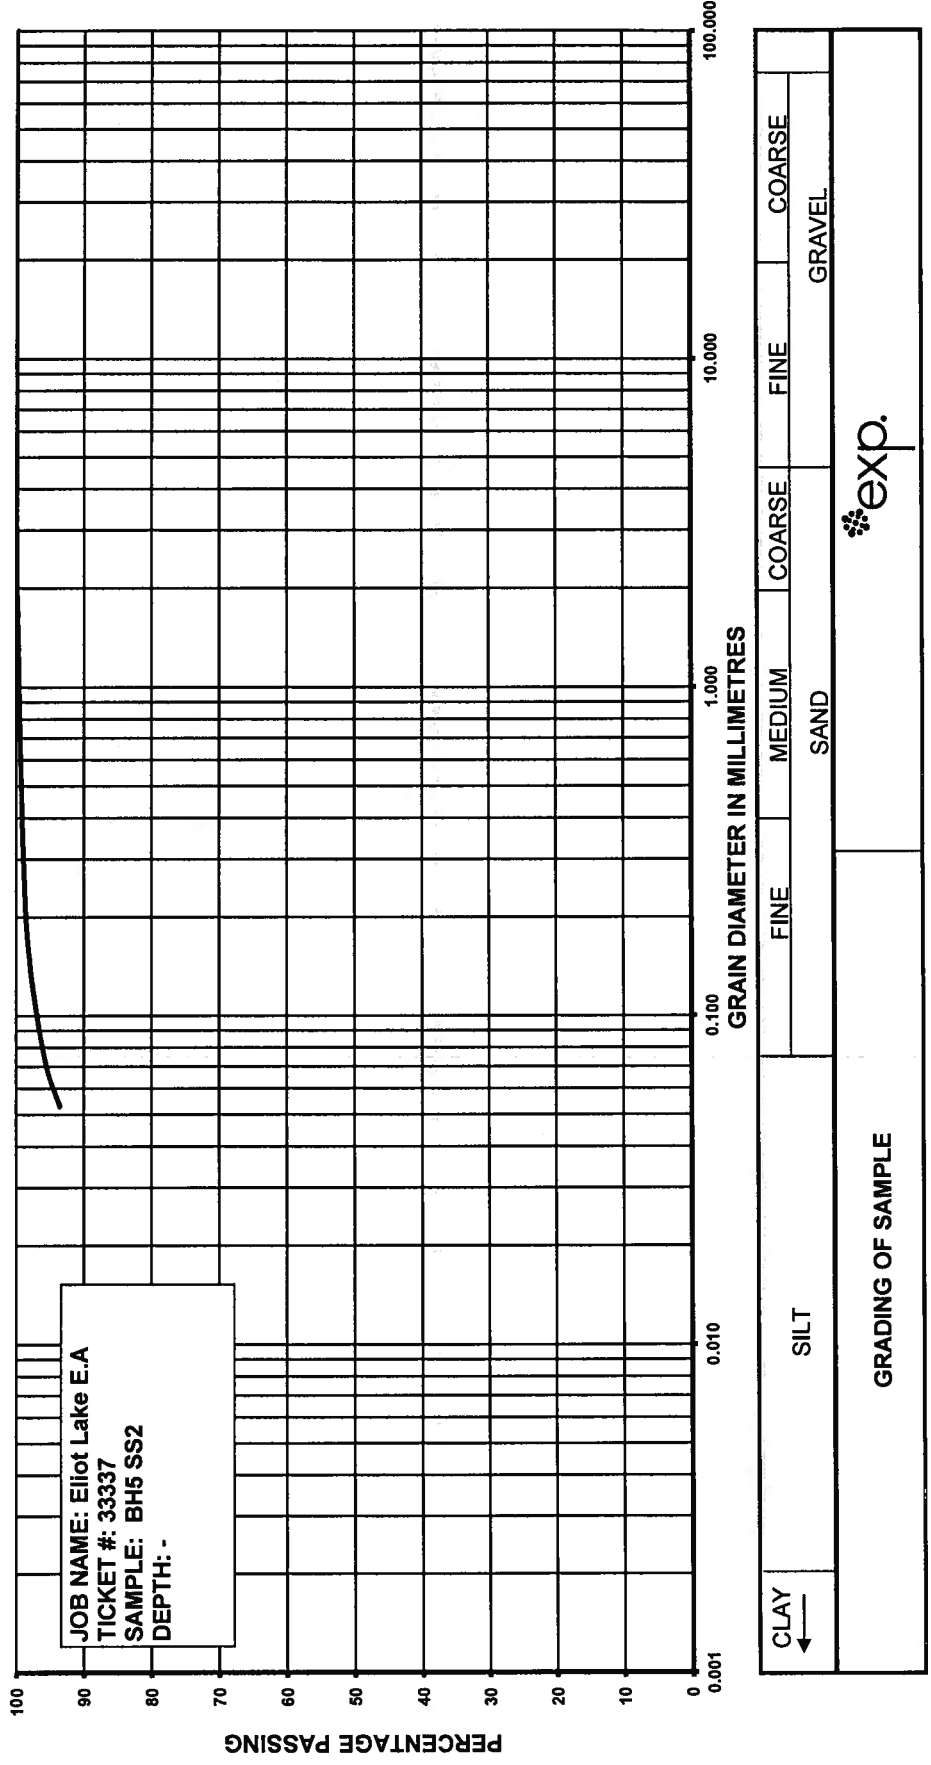 JOB NAME: Eliot Lake E.A
TICKET #: 33337
SAMPLE: BH5 SS2
DEPTH: -
PERCENTAGE PASSING
100
90
80
70
60
50
40
30
20
10
0
0.001 0.010 0.100 1.000 10.000 100.000
GRAIN DIAMETER IN MILLIMETRES
CLAY SILT FINE MEDIUM COARSE FINE COARSE
SAND GRAVEL
GRADING OF SAMPLE
exp.